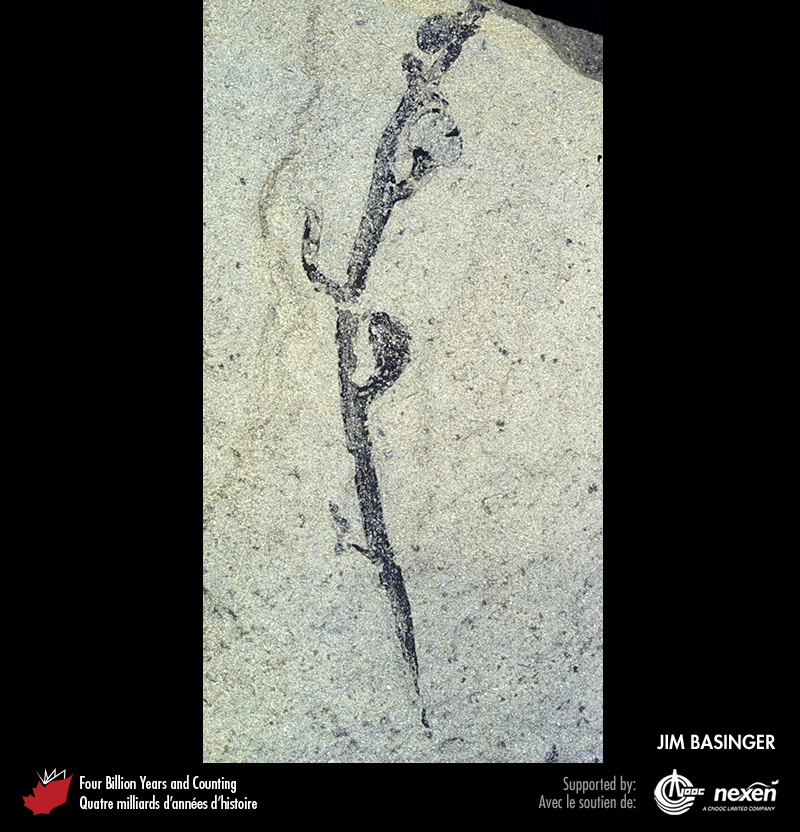 JIM BASINGER
Four Billion Years and Counting
Quatre milliards d'années d'histoire
Supported by:
Avec le soutien de:
CNOOC
nexen
A CNOOC LIMITED COMPANY